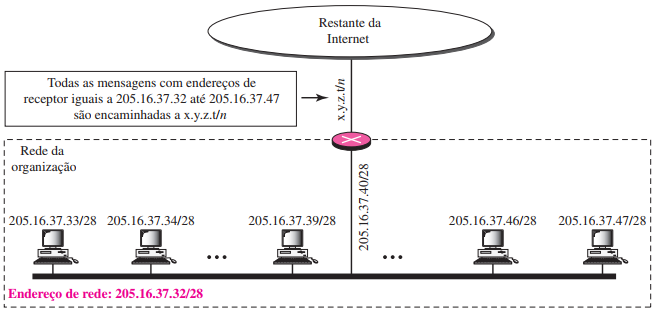 Restante da
Internet
Todas as mensagens com endereços de
receptor iguais a 205.16.37.32 até 205.16.37.47
são encaminhadas a x.y.z.t/n
x.y.z.t/n
Rede da
organização
205.16.37.40/28
205.16.37.33/28
205.16.37.34/28
205.16.37.39/28
205.16.37.46/28
205.16.37.47/28
Endereço de rede: 205.16.37.32/28